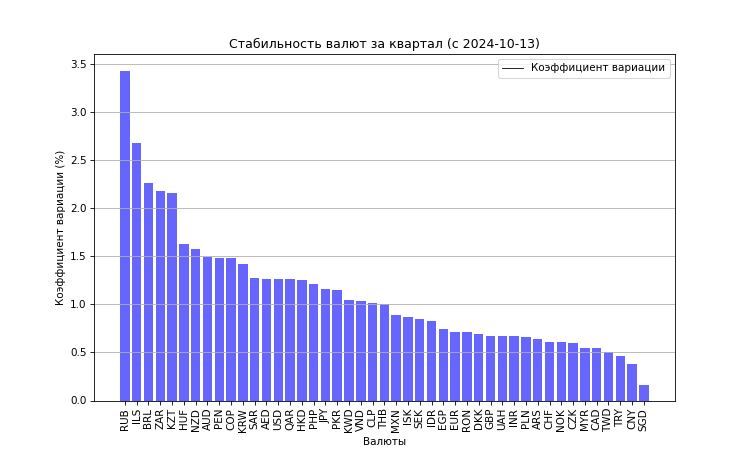 Стабильность валют за квартал (с 2024-10-13)
Коэффициент вариации
Коэффициент вариации (%)
3.5
3.0
2.5
2.0
1.5
1.0
0.5
0.0
RUB
ILS
BRL
ZAR
KZT
HUF
NZD
AUD
PEN
COP
KRW
SAR
AED
USD
QAR
HKD
PHP
JPY
PKR
KWD
VND
CLP
THB
MXN
ISK
SEK
IDR
EGP
EUR
RON
DKK
GBP
UAH
INR
PLN
ARS
CHF
NOK
CZK
MYR
CAD
TWD
TRY
CNY
SGD
Валюты